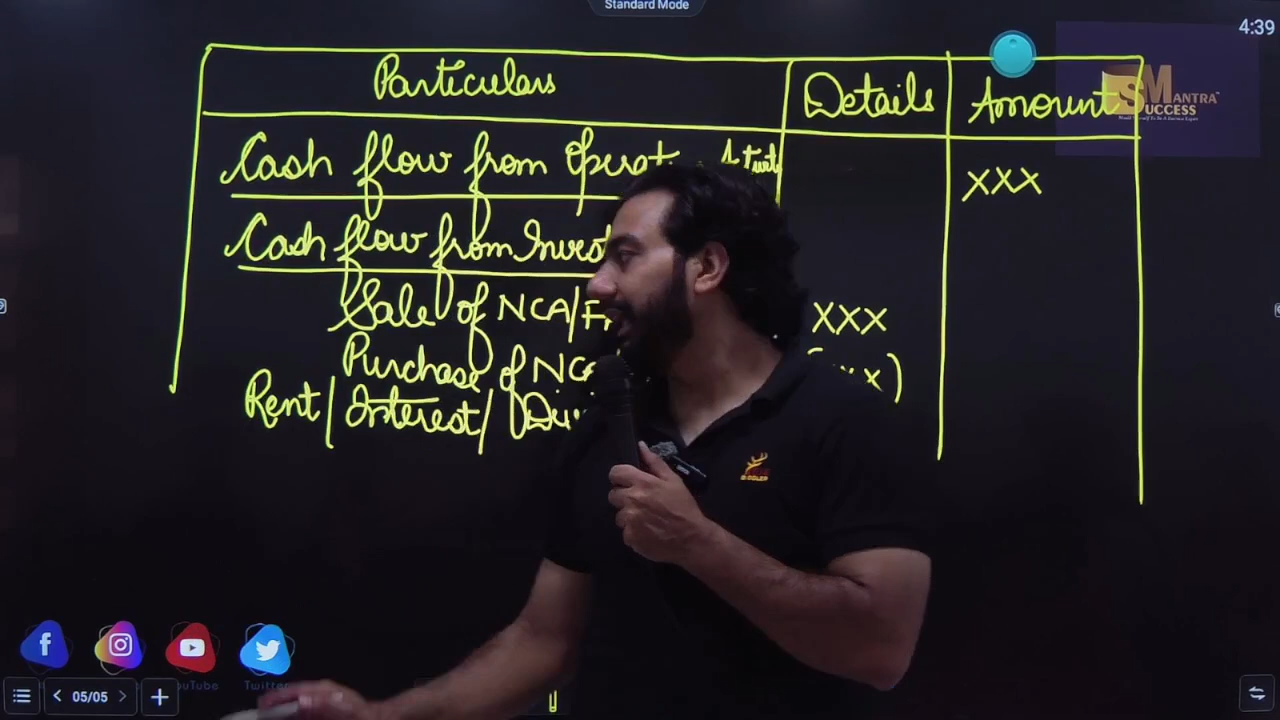 Standard Mode
4:39
Particulars Details Amount
MANTRA
SUCCESS
Cash flow from XXX
Cash flow from
Sale of NCA/ XXX
Purchase of
Rent/ Interest/
05/05